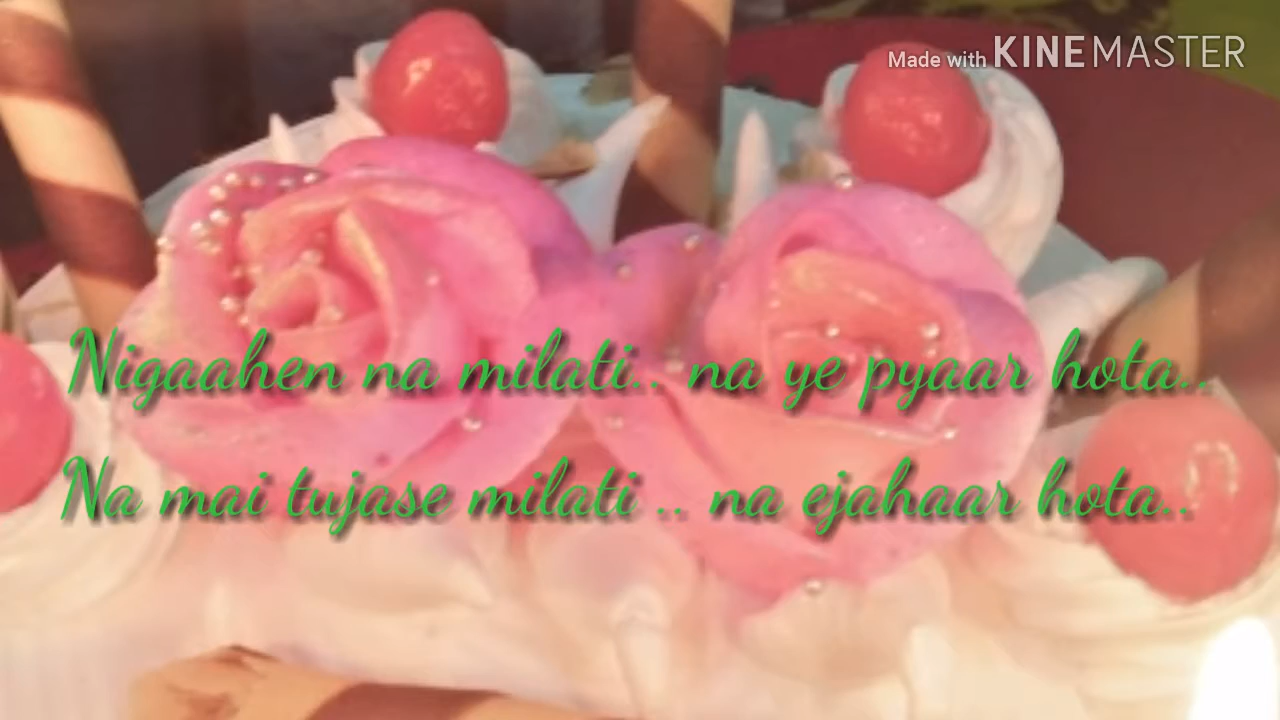 Made with KINEMASTER
Nigaahen na milati.. na ye pyaar hota..
Na mai tujase milati .. na ejahaar hota..